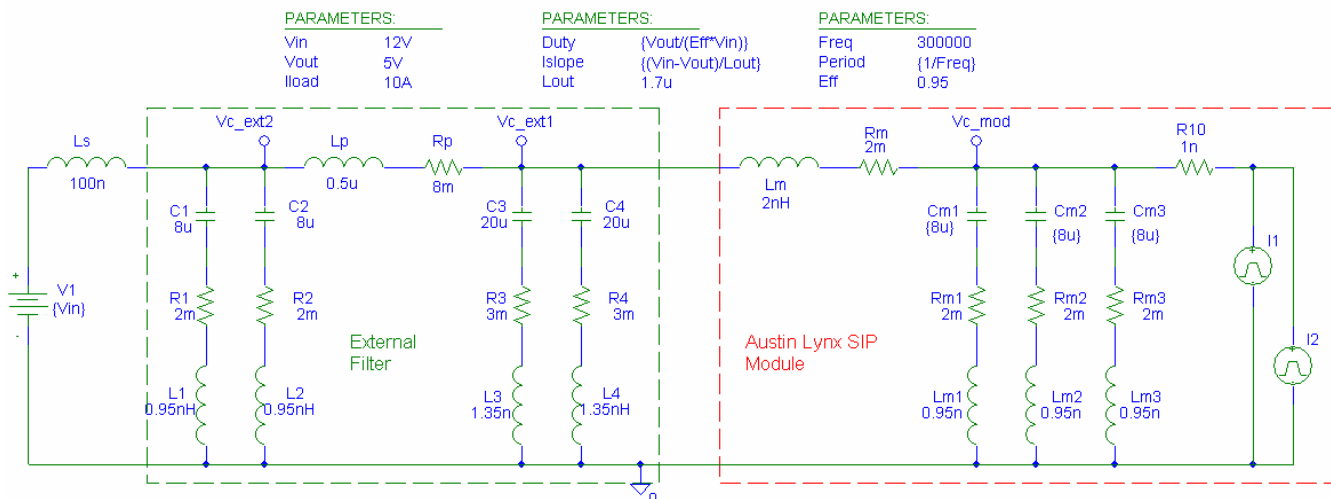 PARAMETERS:
Vin 12V
Vout 5V
Iload 10A
PARAMETERS:
Duty {Vout/(Eff*Vin)}
Islope {(Vin-Vout)/Lout}
Lout 1.7u
PARAMETERS:
Freq 300000
Period {1/Freq}
Eff 0.95
Ls
100n
Vc_ext2
Lp
0.5u
Rp
8m
Vc_ext1
Lm
2nH
Rm
2m
Vc_mod
R10
1n
C1
8u
C2
8u
C3
20u
C4
20u
Cm1
{8u}
Cm2
{8u}
Cm3
{8u}
V1
{Vin}
+
-
R1
2m
R2
2m
R3
3m
R4
3m
Rm1
2m
Rm2
2m
Rm3
2m
I1
I2
External
Filter
Austin Lynx SIP
Module
L1
0.95nH
L2
0.95nH
L3
1.35n
L4
1.35nH
Lm1
0.95n
Lm2
0.95n
Lm3
0.95n
0